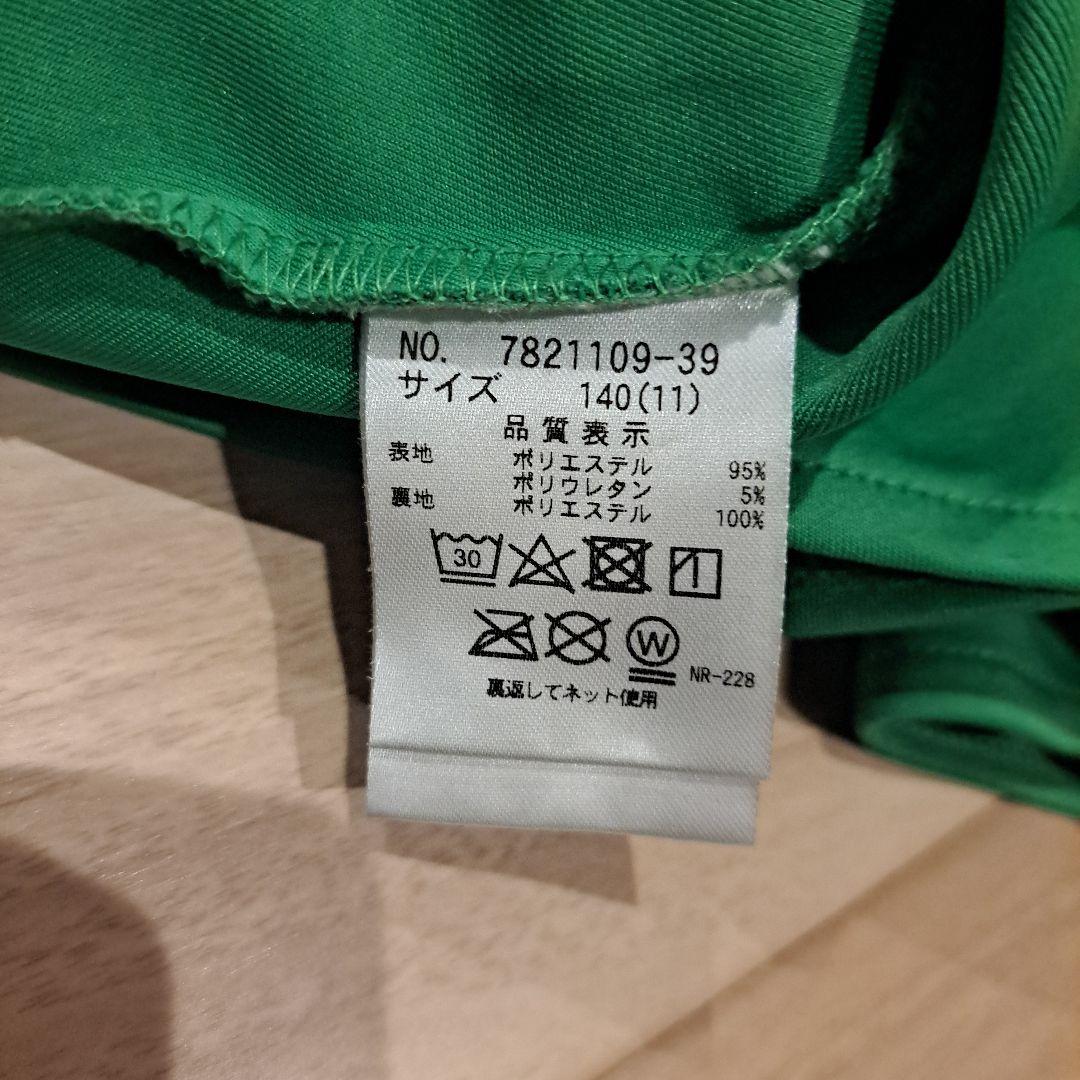 NO. 7821109-39
サイズ 140(11)
品質表示
表地 ポリエステル 95%
ポリウレタン 5%
裏地 ポリエステル 100%
30
W NR-228
裏返してネット使用